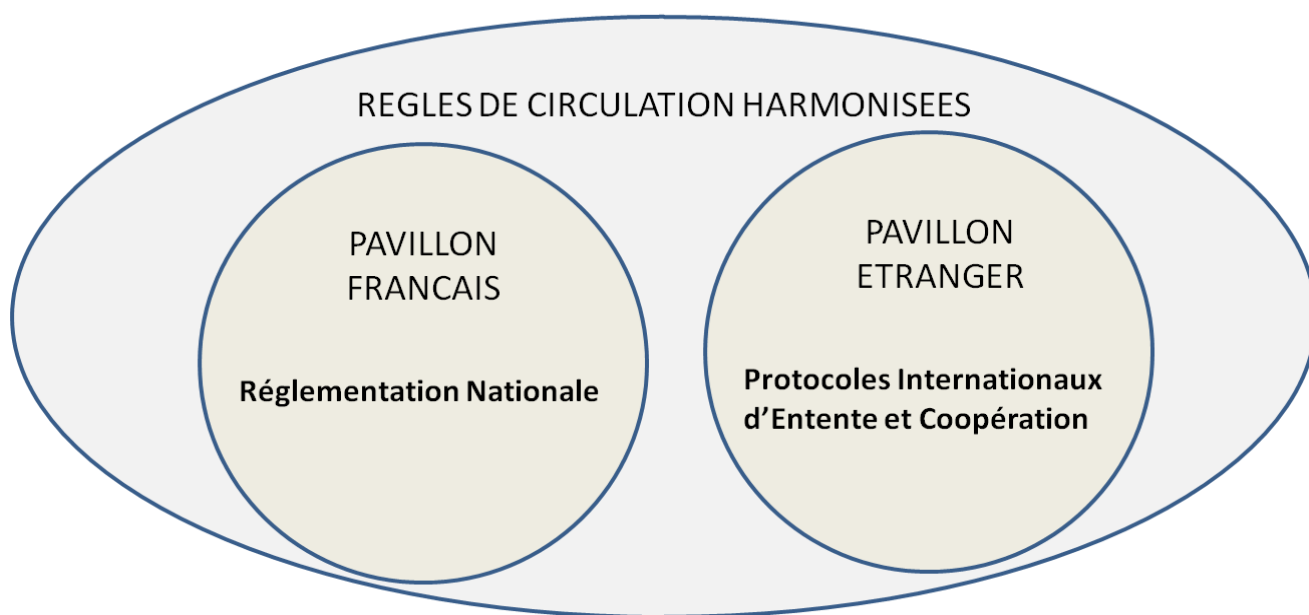 REGLES DE CIRCULATION HARMONISEES
PAVILLON
FRANCAIS
Réglementation Nationale
PAVILLON
ETRANGER
Protocoles Internationaux
d’Entente et Coopération